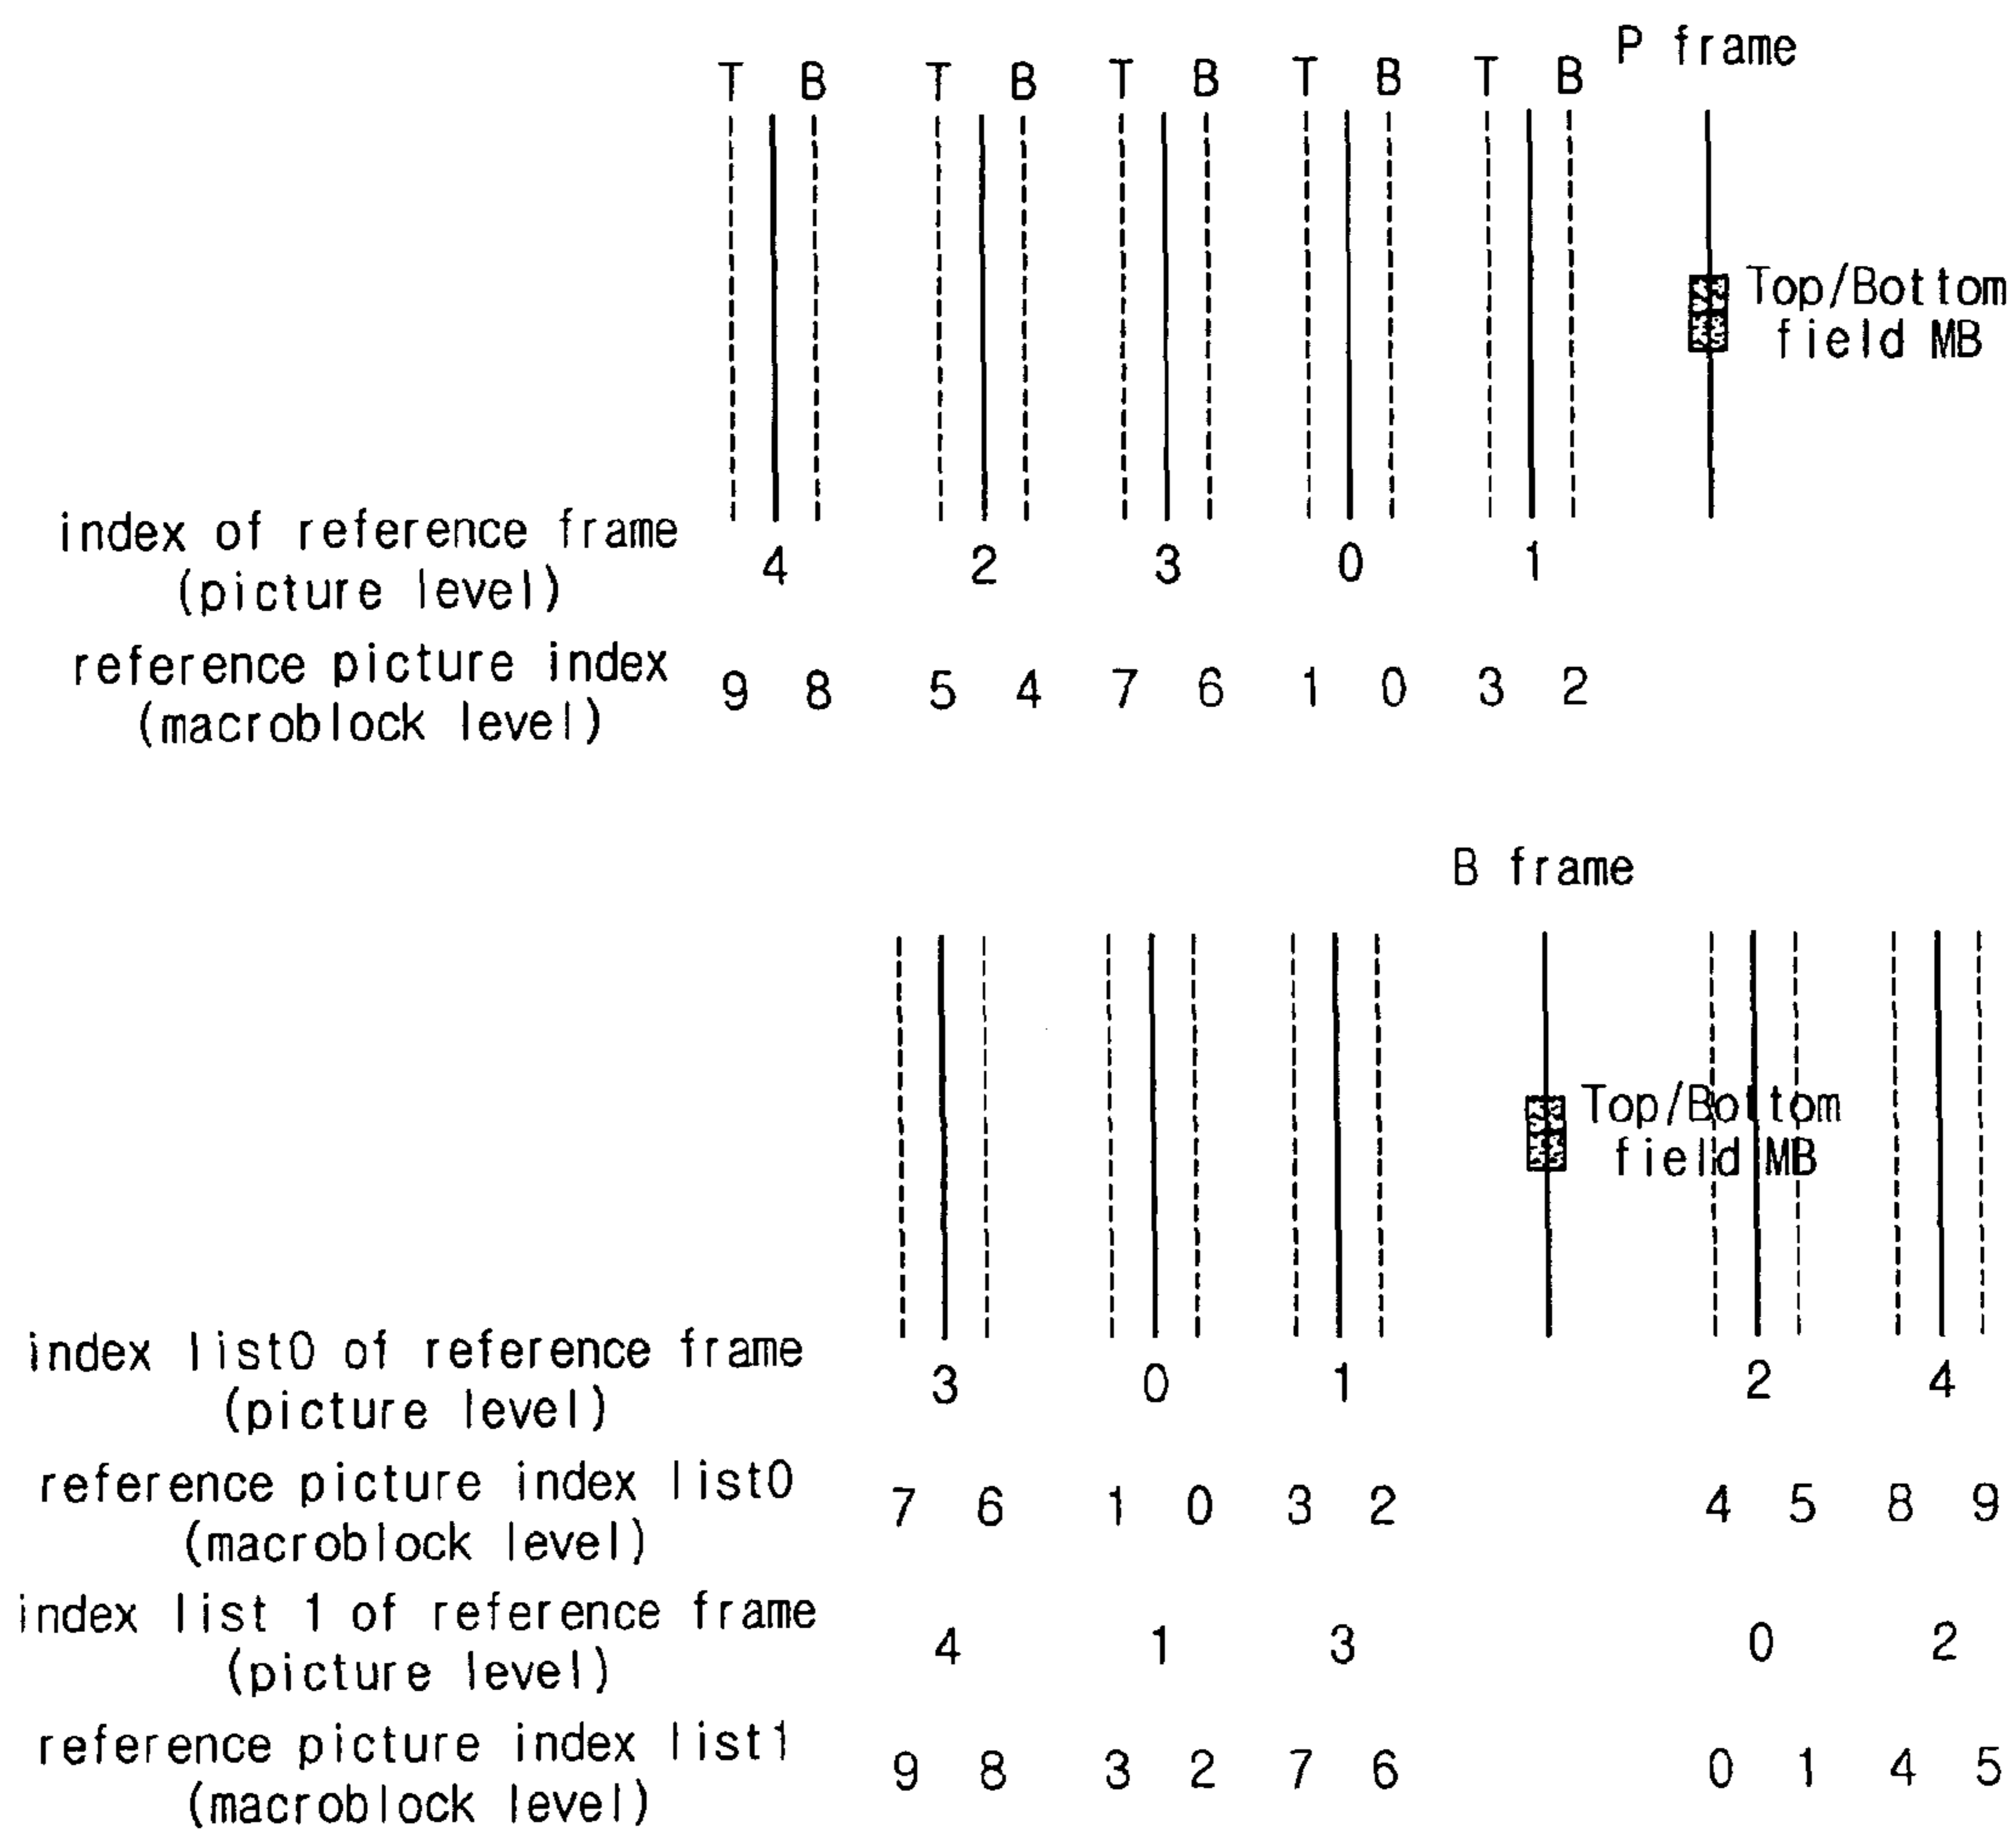 P frame
T B T B T B T B T B
Top/Bottom
field MB
index of reference frame
(picture level)
4 2 3 0 1
reference picture index
(macroblock level)
9 8 5 4 7 6 1 0 3 2
B frame
Top/Bottom
field MB
index list0 of reference frame
(picture level)
3 0 1 2 4
reference picture index list0
(macroblock level)
7 6 1 0 3 2 4 5 8 9
index list 1 of reference frame
(picture level)
4 1 3 0 2
reference picture index list1
(macroblock level)
9 8 3 2 7 6 0 1 4 5